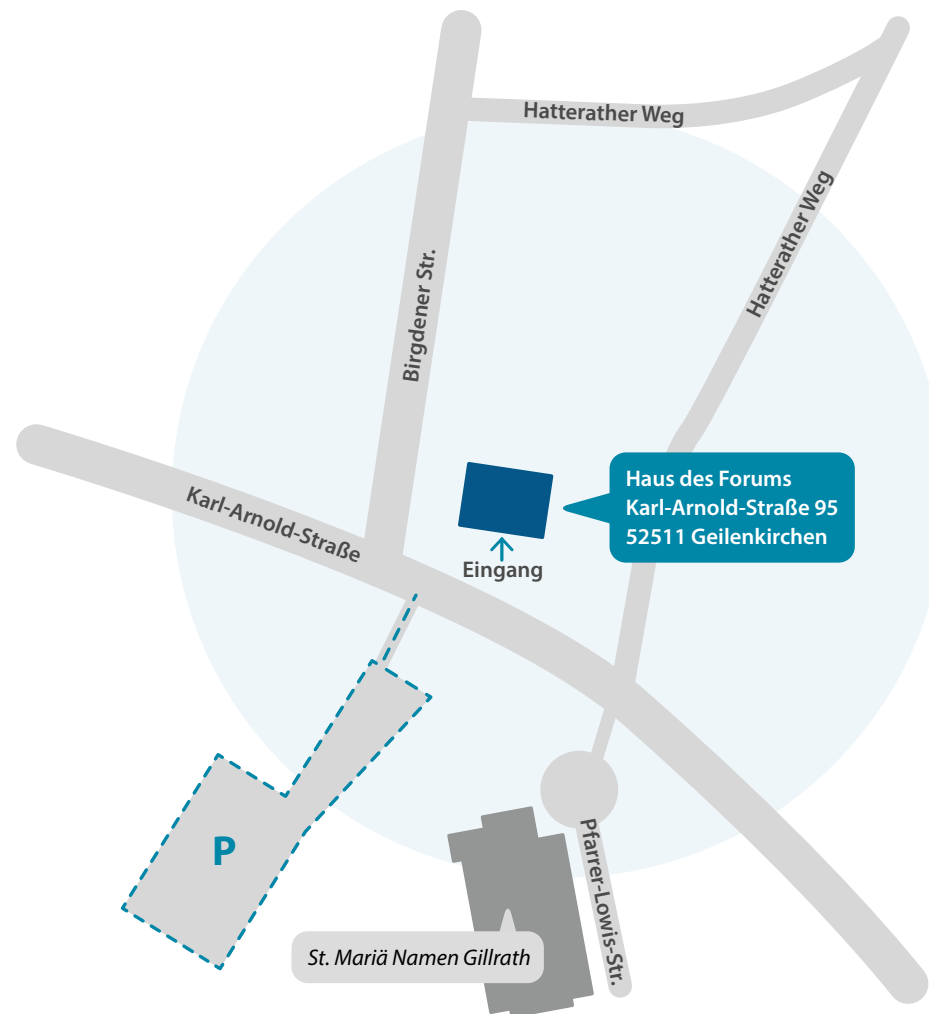 Hatterather Weg
Hatterather Weg
Birgdener Str.
Karl-Arnold-Straße
Haus des Forums
Karl-Arnold-Straße 95
52511 Geilenkirchen
Eingang
P
Pfarrer-Lowis-Str.
St. Mariä Namen Gillrath